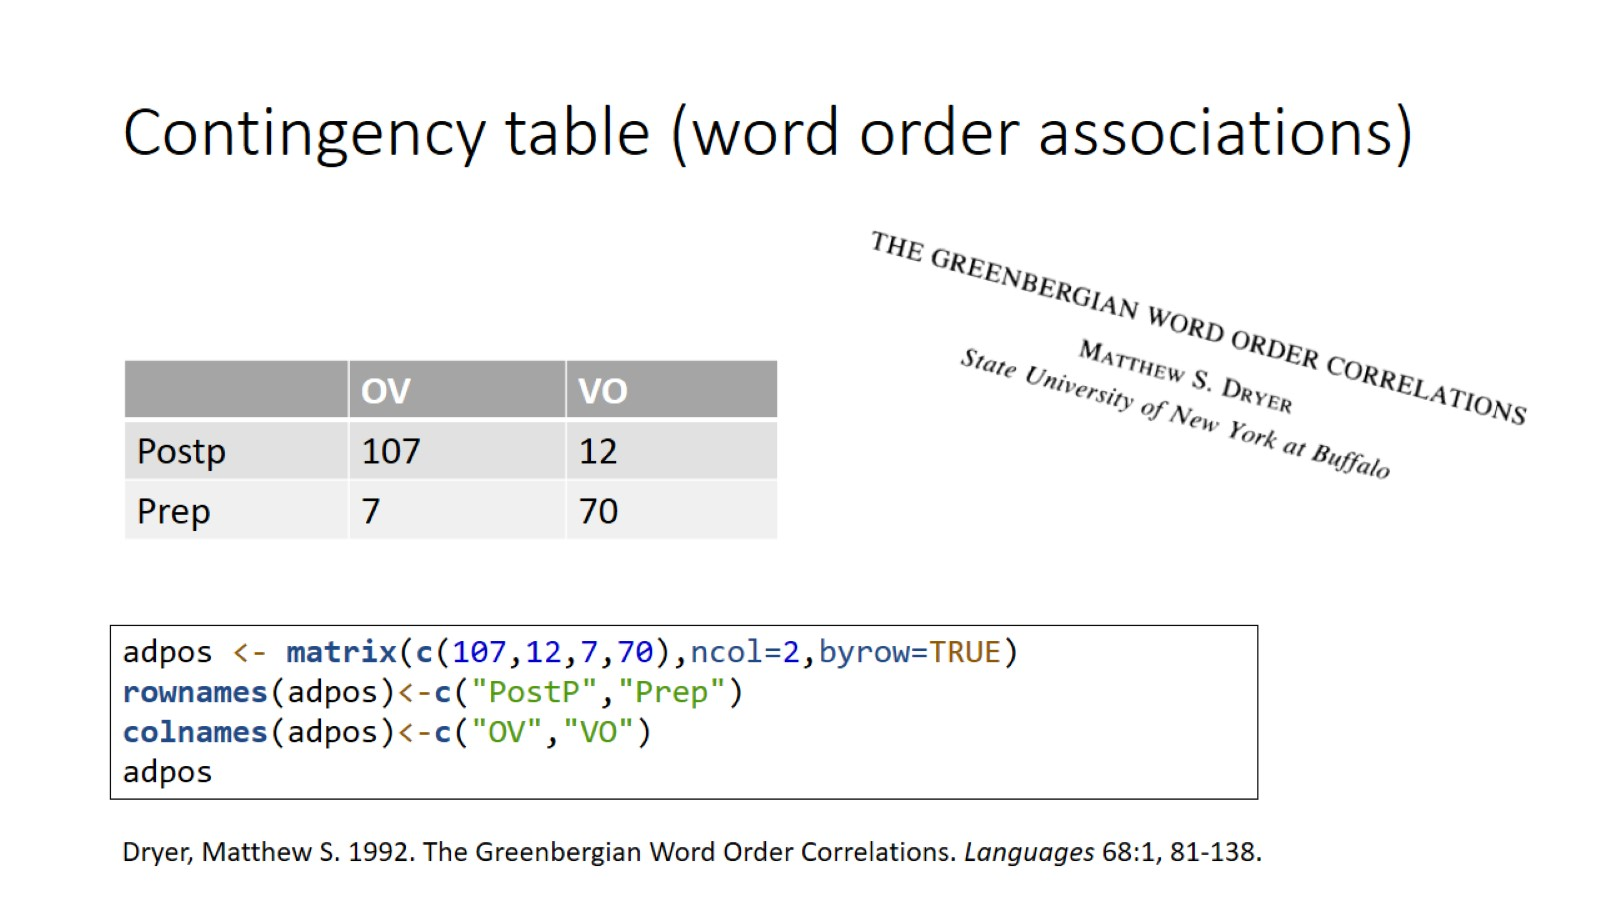 Contingency table (word order associations)
THE GREENBERGIAN WORD ORDER CORRELATIONS
MATTHEW S. DRYER
State University of New York at Buffalo
OV VO
Postp 107 12
Prep 7 70
adpos <- matrix(c(107,12,7,70),ncol=2,byrow=TRUE)
rownames(adpos)<-c("PostP","Prep")
colnames(adpos)<-c("OV","VO")
adpos
Dryer, Matthew S. 1992. The Greenbergian Word Order Correlations. Languages 68:1, 81-138.